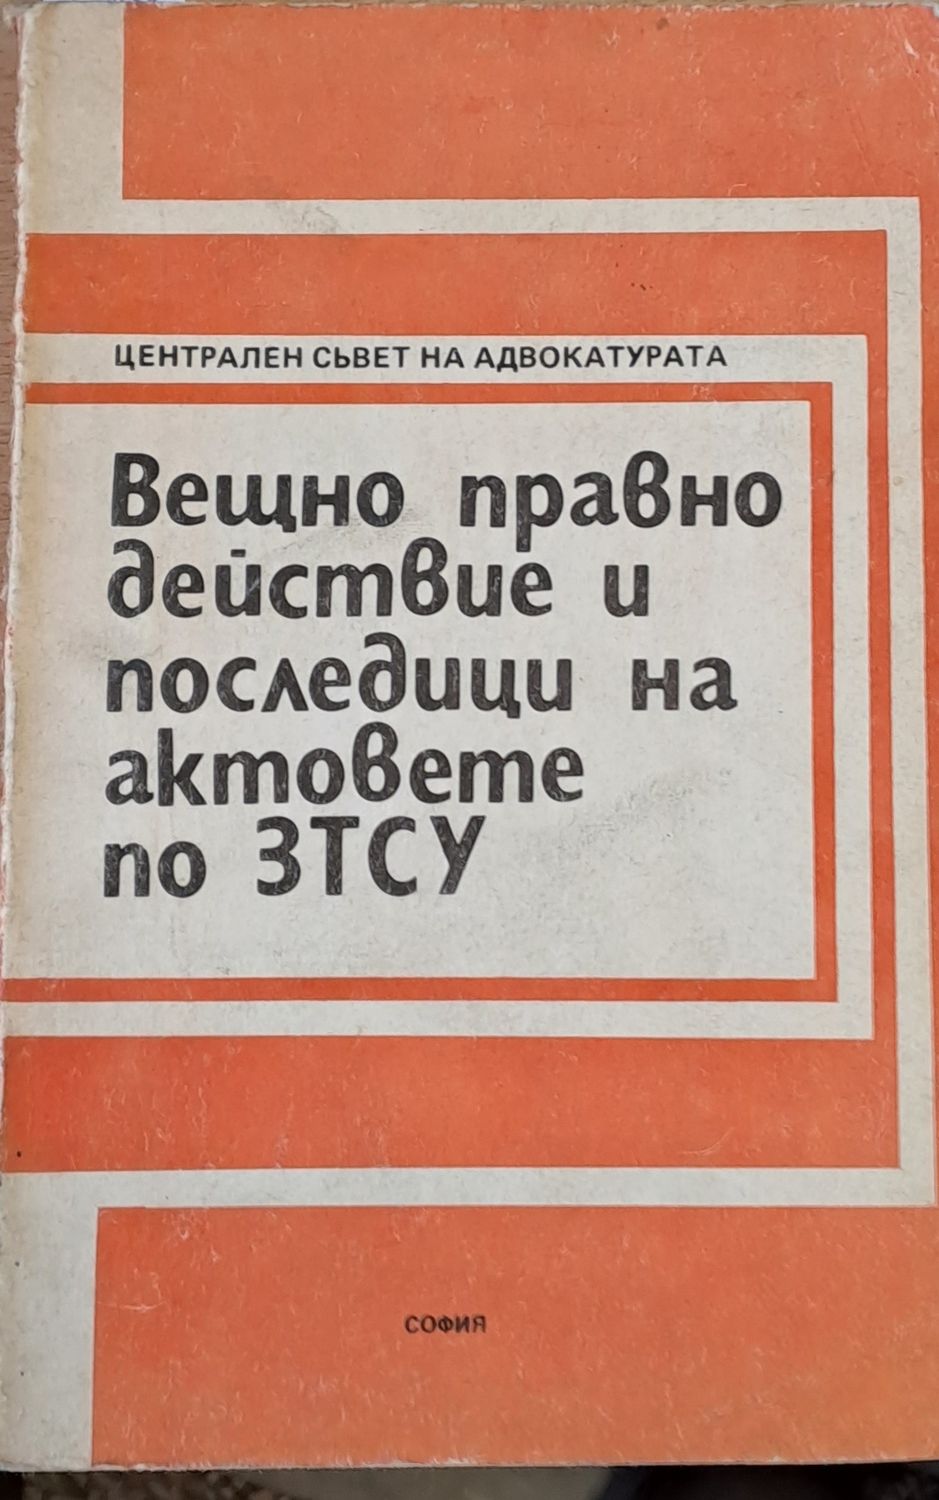 ЦЕНТРАЛЕН СЪВЕТ НА АДВОКАТУРАТА
Вещно правно
действие и
последици на
актовете
по ЗТСУ
СОФИЯ